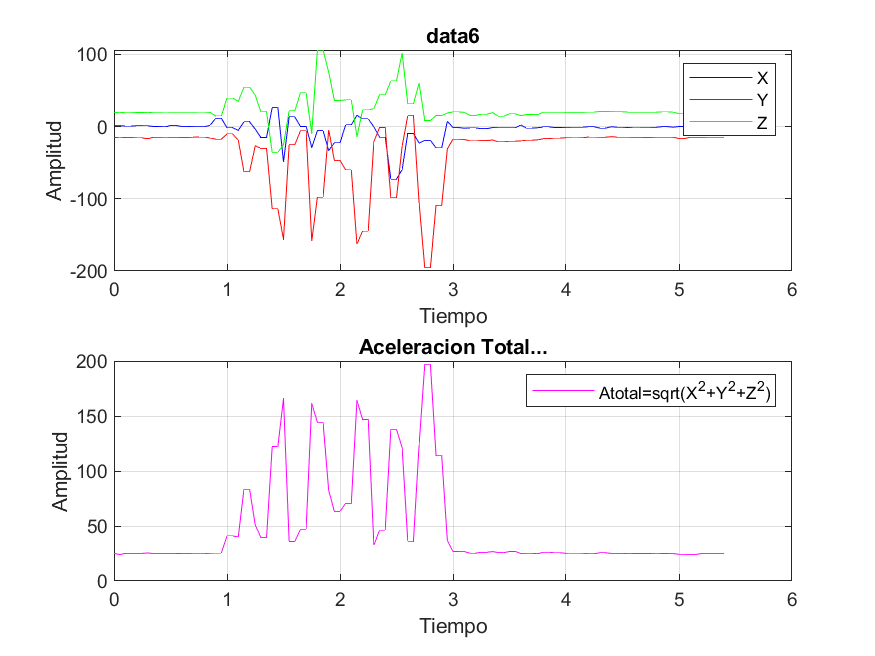 data6
100
0
-100
-200
Amplitud
X
Y
Z
0 1 2 3 4 5 6
Tiempo
Aceleracion Total...
200
150
100
50
0
Amplitud
Atotal=sqrt(X²+Y²+Z²)
0 1 2 3 4 5 6
Tiempo